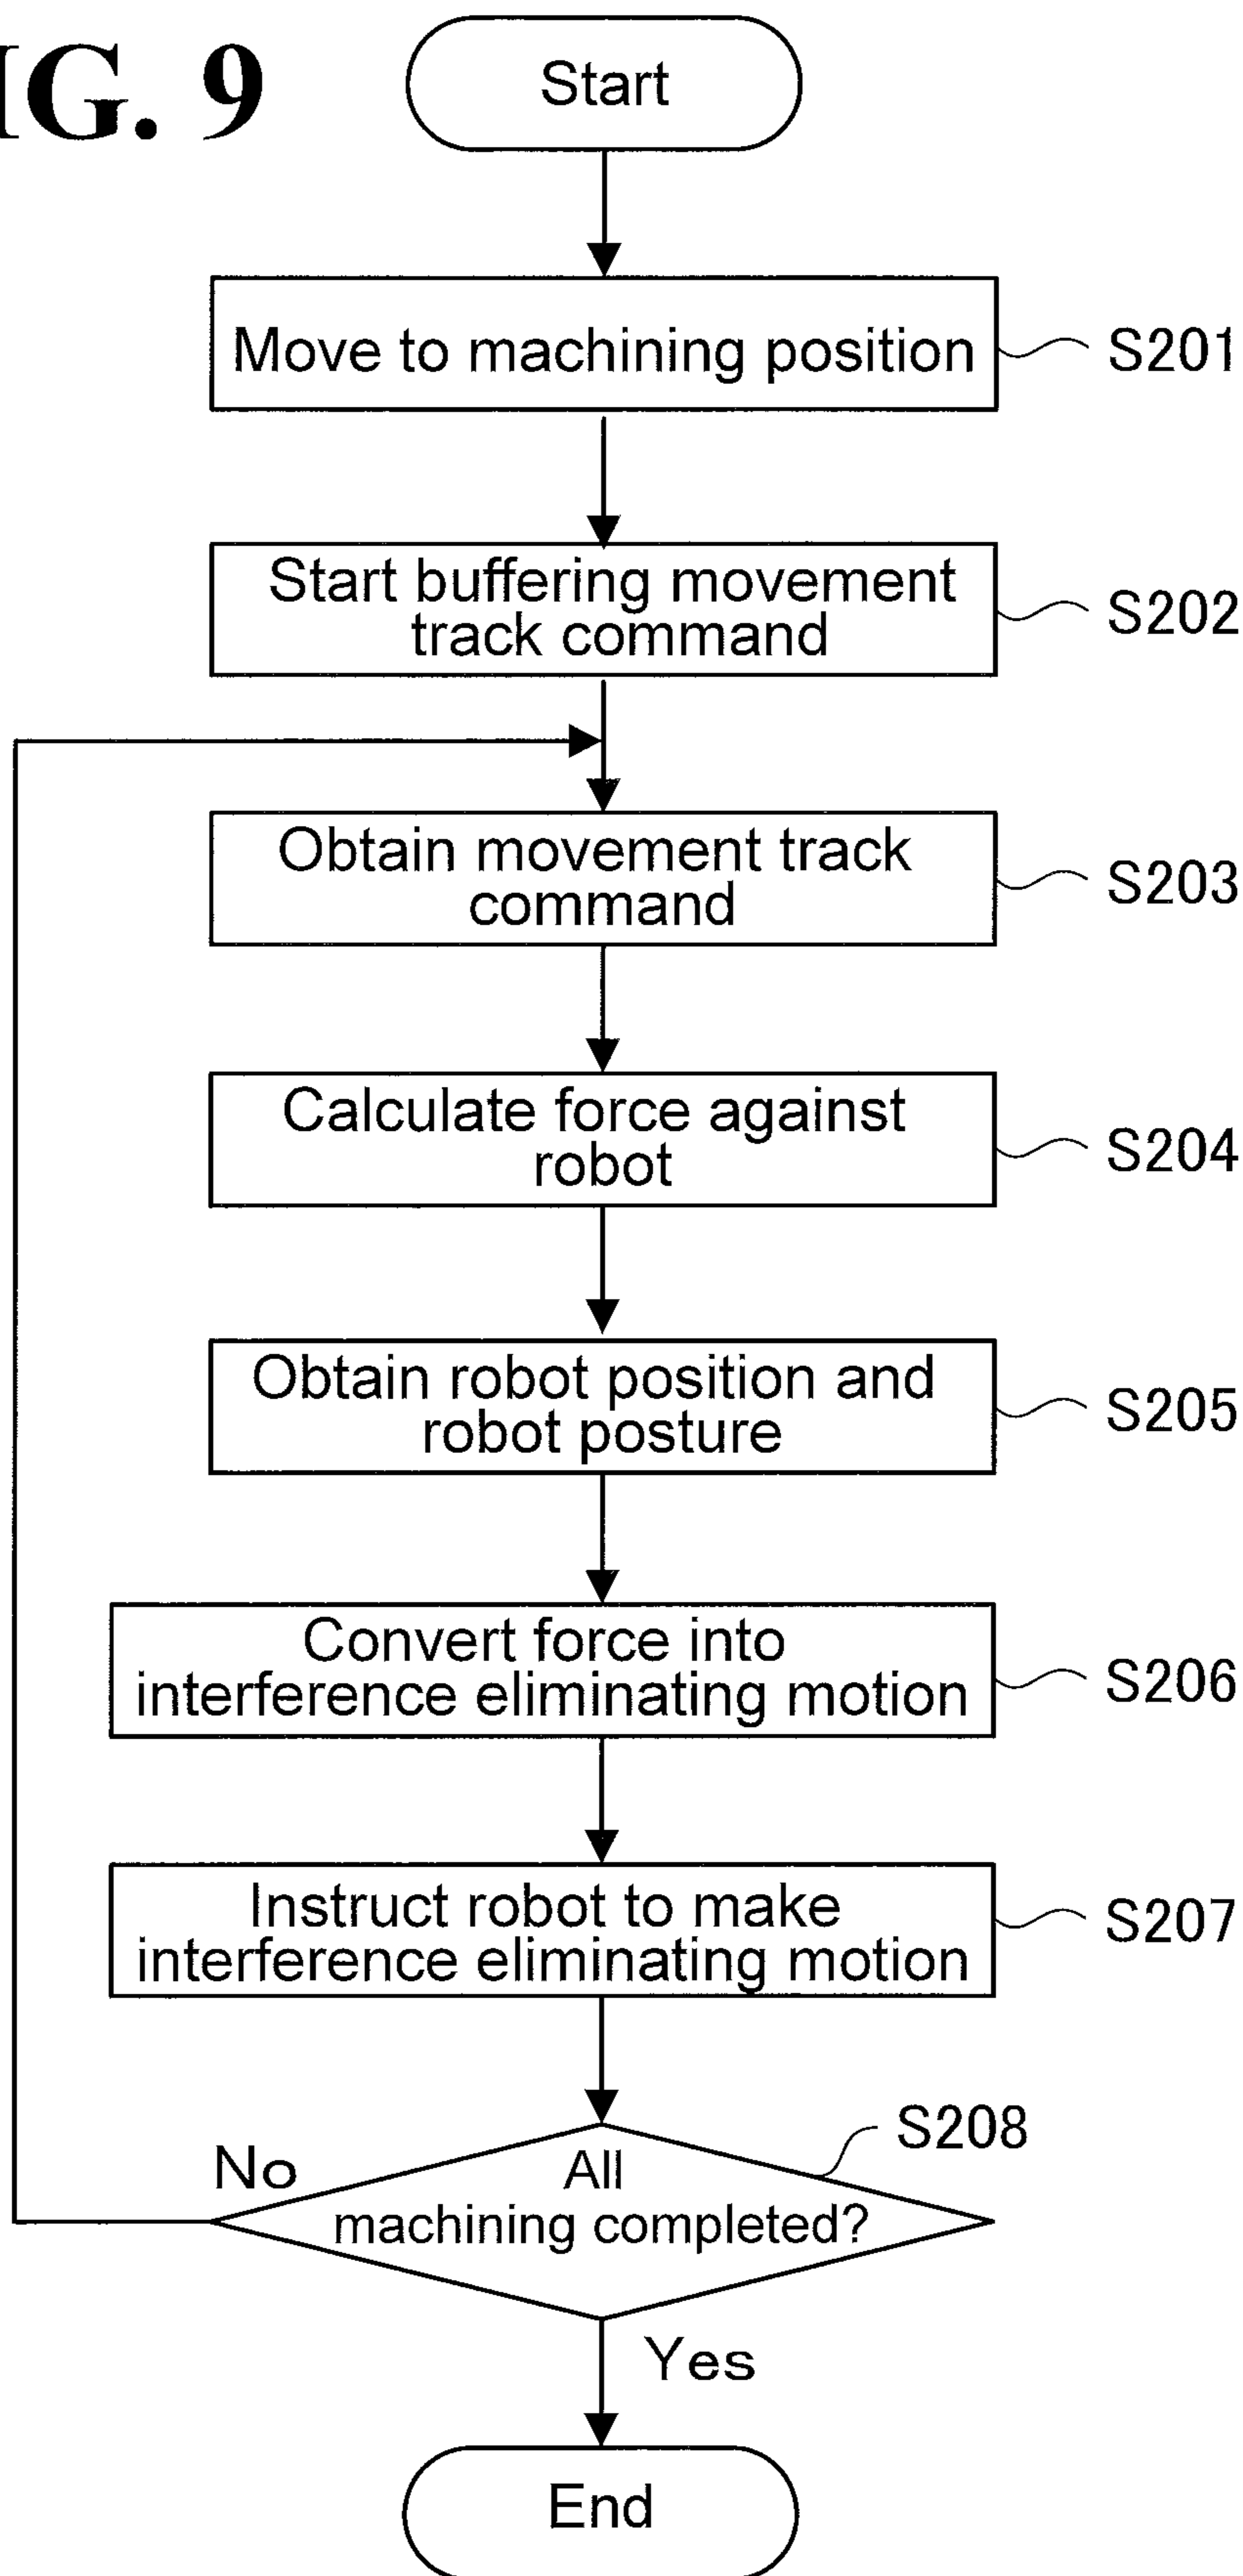 IG. 9
Start
Move to machining position
S201
Start buffering movement
track command
S202
Obtain movement track
command
S203
Calculate force against
robot
S204
Obtain robot position and
robot posture
S205
Convert force into
interference eliminating motion
S206
Instruct robot to make
interference eliminating motion
S207
S208
No
All
machining completed?
Yes
End